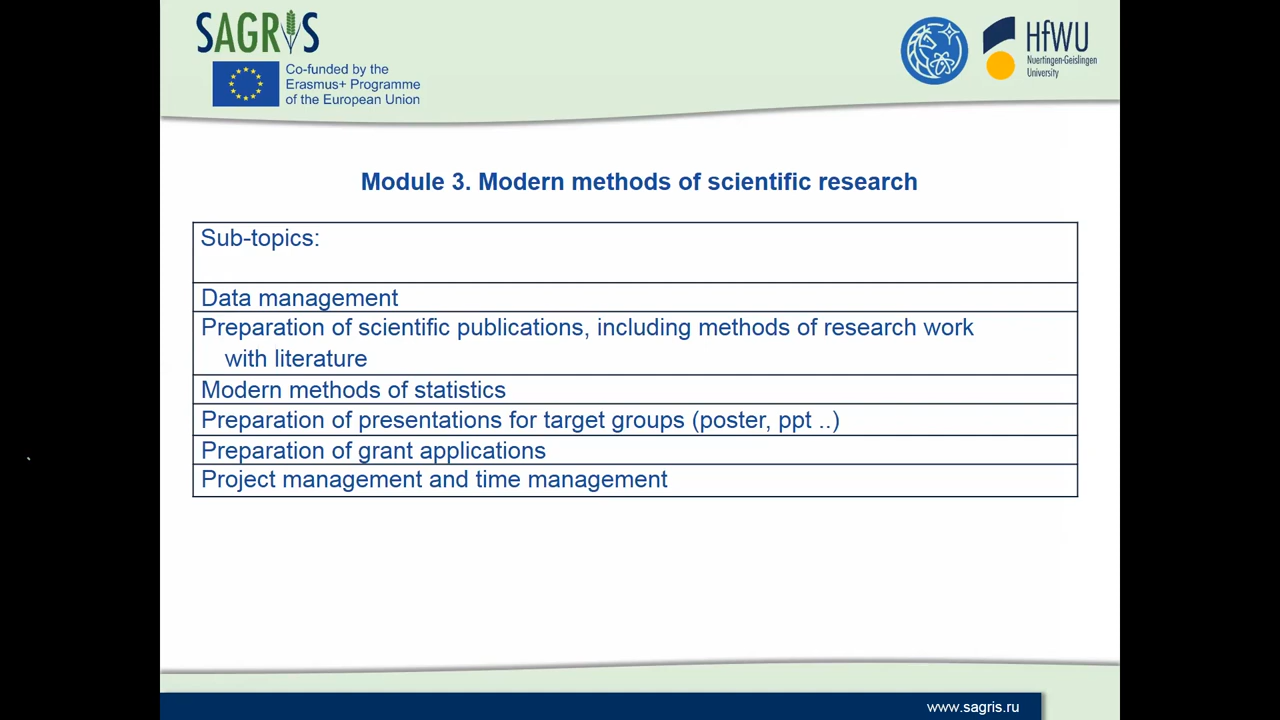 SAGRIS
Co-funded by the
Erasmus+ Programme
of the European Union
HfWU
Nuertingen-Geislingen
University
Module 3. Modern methods of scientific research
Sub-topics:
Data management
Preparation of scientific publications, including methods of research work
with literature
Modern methods of statistics
Preparation of presentations for target groups (poster, ppt ..)
Preparation of grant applications
Project management and time management
www.sagris.ru